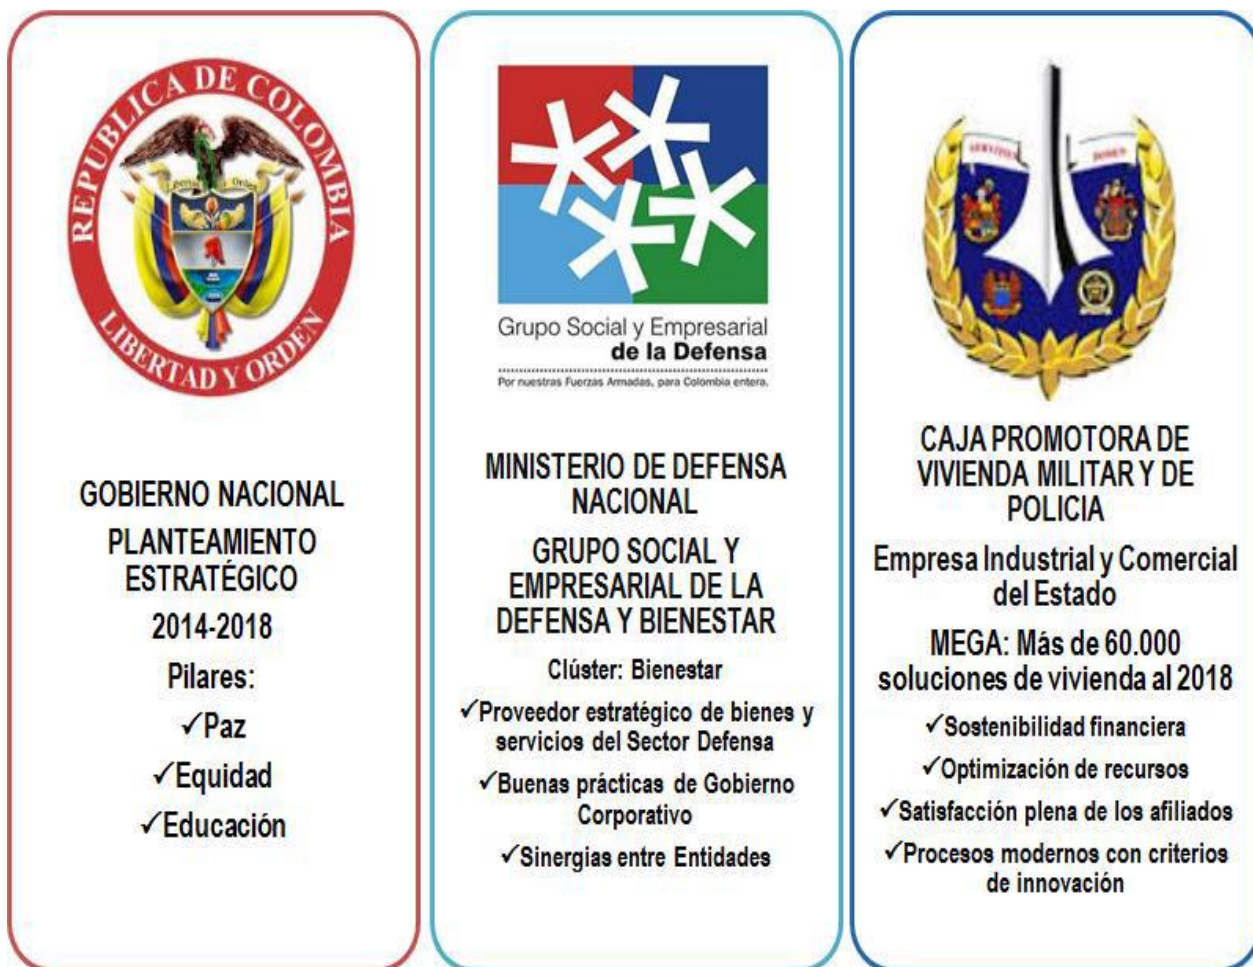 REPUBLICA DE COLOMBIA
Libertad y Orden
LIBERTAD Y ORDEN
GOBIERNO NACIONAL
PLANTEAMIENTO
ESTRATÉGICO
2014-2018
Pilares:
✓Paz
✓Equidad
✓Educación
Grupo Social y Empresarial
de la Defensa
Por nuestras Fuerzas Armadas, para Colombia entera.
MINISTERIO DE DEFENSA
NACIONAL
GRUPO SOCIAL Y
EMPRESARIAL DE LA
DEFENSA Y BIENESTAR
Clúster: Bienestar
✓Proveedor estratégico de bienes y
servicios del Sector Defensa
✓Buenas prácticas de Gobierno
Corporativo
✓Sinergias entre Entidades
CAJA PROMOTORA DE
VIVIENDA MILITAR Y DE
POLICIA
Empresa Industrial y Comercial
del Estado
MEGA: Más de 60.000
soluciones de vivienda al 2018
✓Sostenibilidad financiera
✓Optimización de recursos
✓Satisfacción plena de los afiliados
✓Procesos modernos con criterios
de innovación